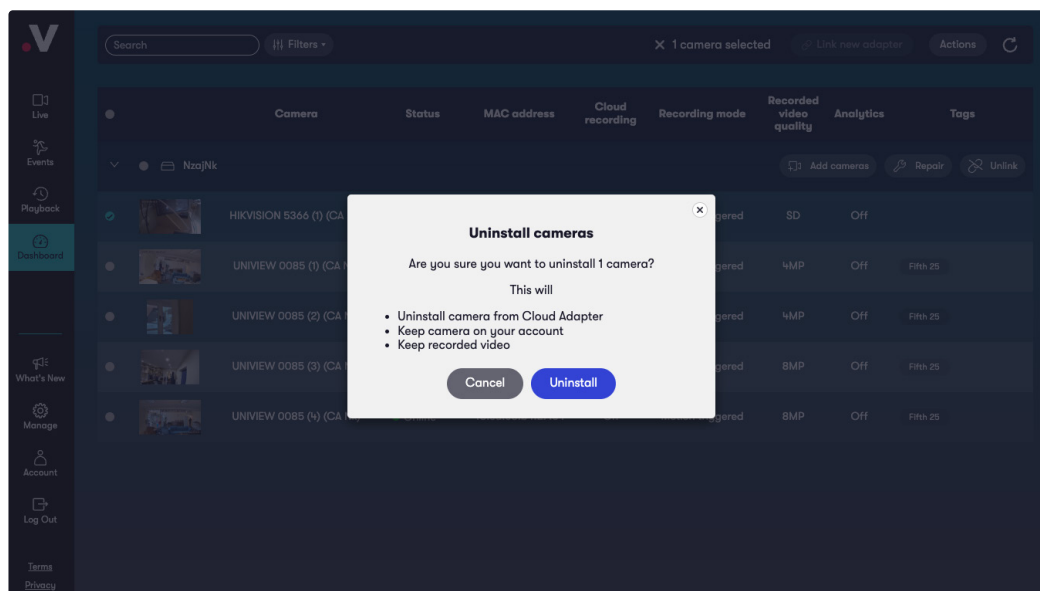 V
Search
Filters
1 camera selected
Link new adapter
Actions
Camera
Status
MAC address
Cloud
recording
Recording mode
Recorded
video
quality
Analytics
Tags
Live
Events
Playback
Dashboard
What's New
Manage
Account
Log Out
Terms
Privacy
NzajNk
Add cameras
Repair
Unlink
HIKVISION 5366 (1) (CA
SD
Off
UNIVIEW 0085 (1) (CA
4MP
Off
Fifth 25
UNIVIEW 0085 (2) (CA
4MP
Off
Fifth 25
UNIVIEW 0085 (3) (CA
8MP
Off
Fifth 25
UNIVIEW 0085 (4) (CA
8MP
Off
Fifth 25
Uninstall cameras
Are you sure you want to uninstall 1 camera?
This will
• Uninstall camera from Cloud Adapter
• Keep camera on your account
• Keep recorded video
Cancel
Uninstall